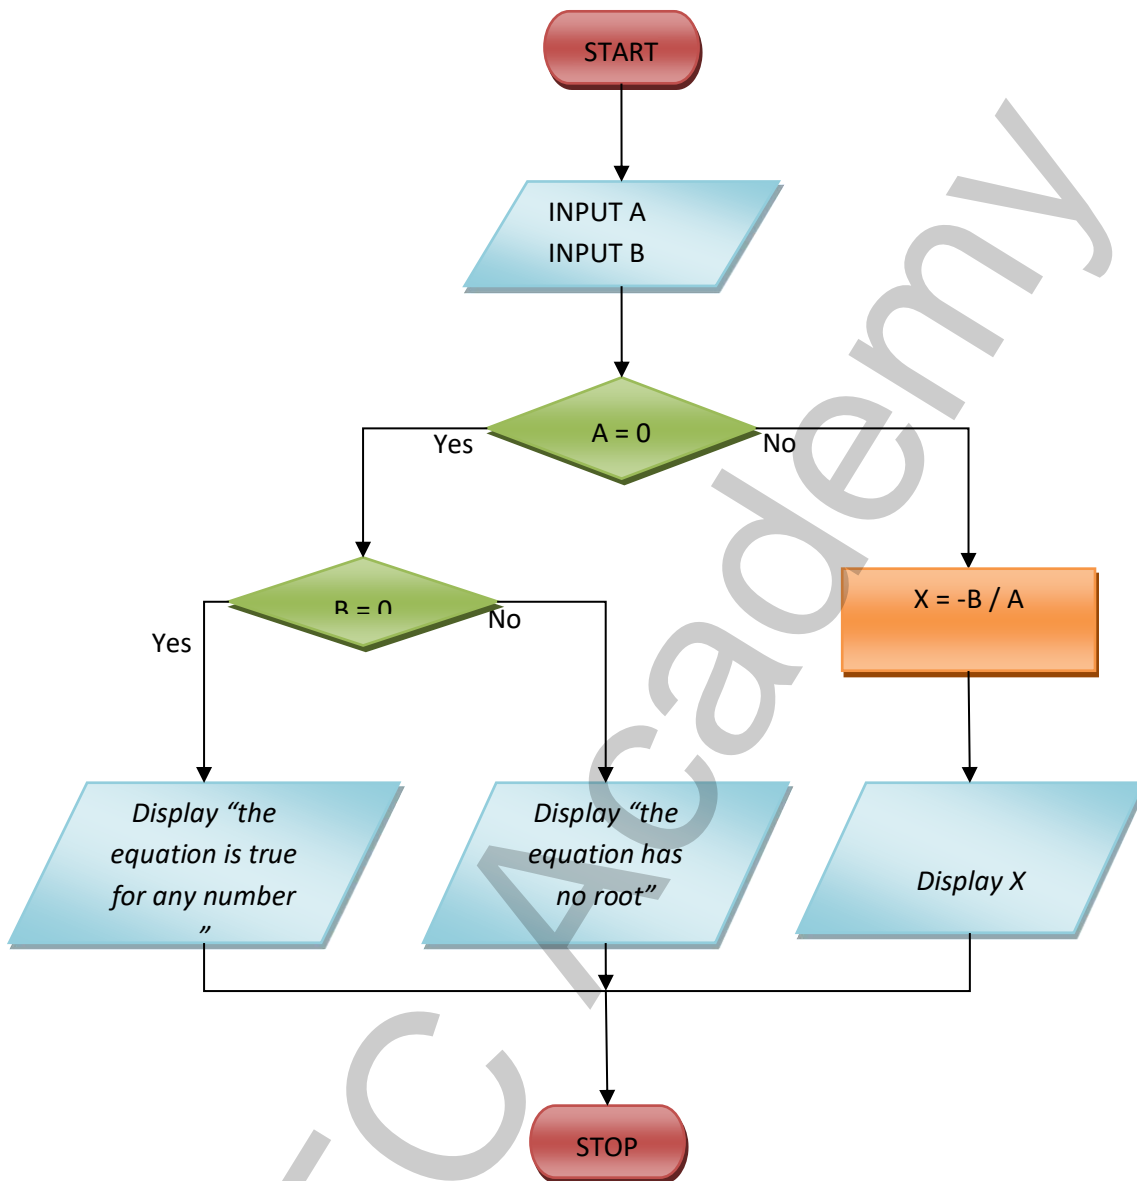 START
INPUT A
INPUT B
A = 0
Yes
No
B = 0
Yes
No
X = -B / A
Display “the
equation is true
for any number
”
Display “the
equation has
no root”
Display X
STOP
C Academy